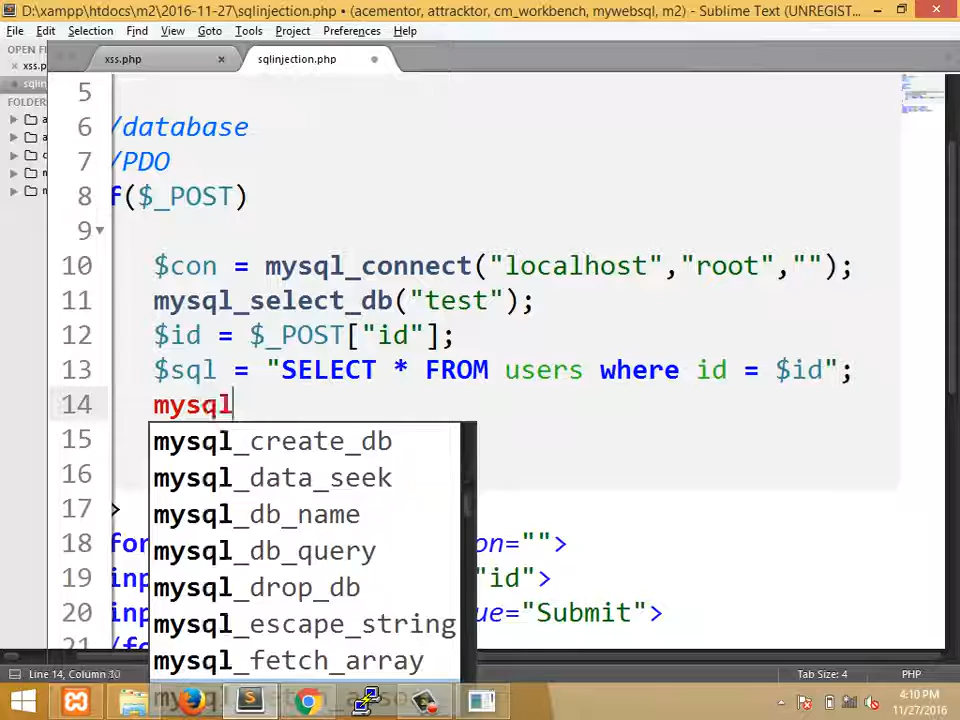 D:\xampp\htdocs\m2\2016-11-27\sqlinjection.php • (acementor, attracktor, cm_workbench, mywebsql, m2) - Sublime Text (UNREGIST...
File Edit Selection Find View Goto Tools Project Preferences Help
OPEN FI
xss.php × sqlinjection.php
× xss.p
sqlin
FOLDERS
5
6 /database
7 /PDO
8 f($_POST)
9
10 $con = mysql_connect("localhost","root","");
11 mysql_select_db("test");
12 $id = $_POST["id"];
13 $sql = "SELECT * FROM users where id = $id";
14 mysql
15 mysql_create_db
16 mysql_data_seek
17 > mysql_db_name
18 for mysql_db_query on="">
19 inp mysql_drop_db "id">
20 inp mysql_escape_string ue="Submit">
21 /fo mysql_fetch_array
Line 14, Column 10 Tab Size: 4 PHP
4:10 PM
11/27/2016